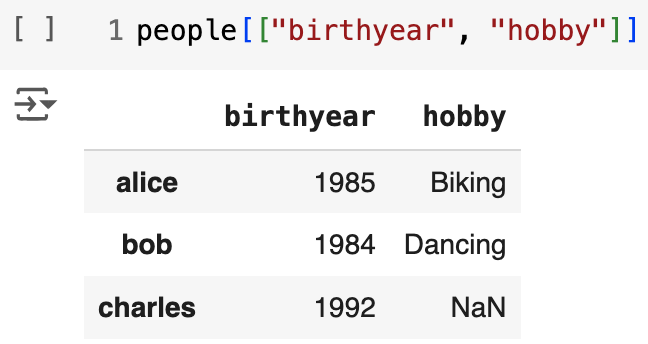 [ ] 1 people[["birthyear", "hobby"]]
birthyear hobby
alice 1985 Biking
bob 1984 Dancing
charles 1992 NaN